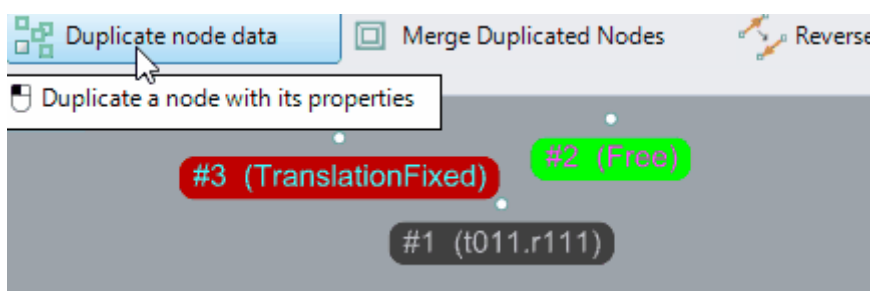 Duplicate node data
Merge Duplicated Nodes
Reverse
Duplicate a node with its properties
#2 (Free)
#3 (TranslationFixed)
#1 (t011.r111)